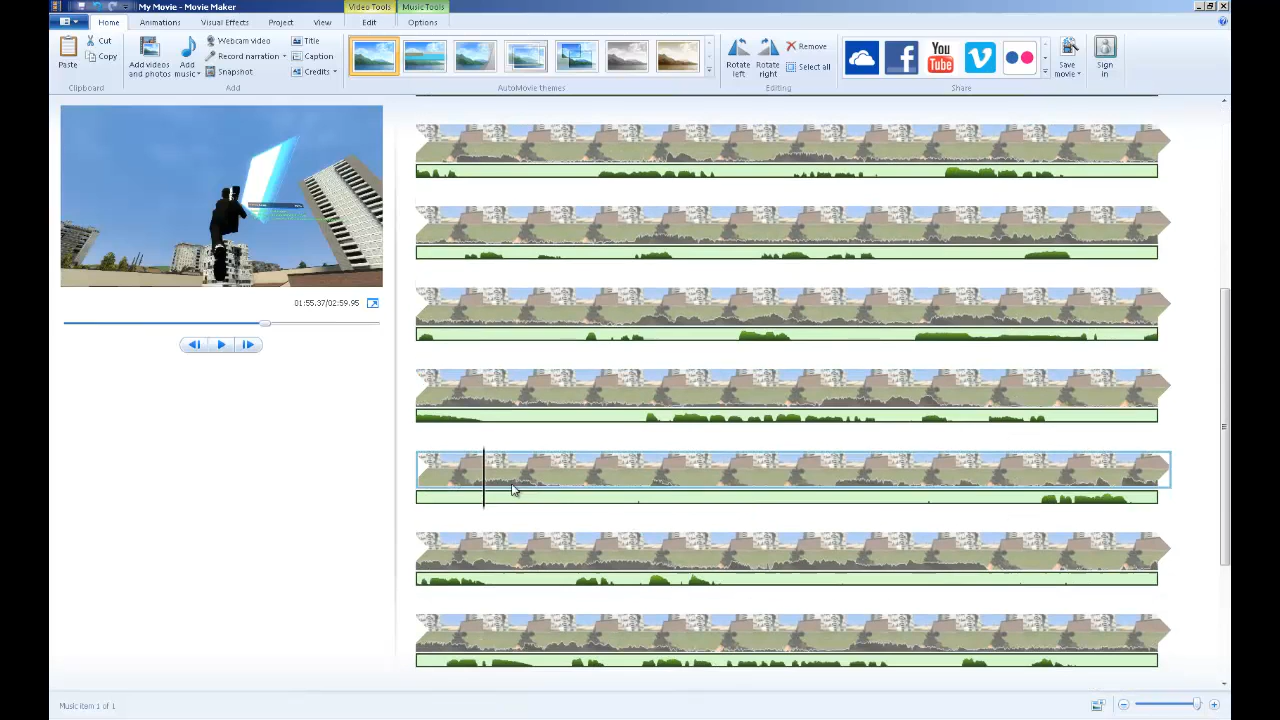 My Movie - Movie Maker
Video Tools
Music Tools
Home
Animations
Visual Effects
Project
View
Edit
Options
Paste
Cut
Copy
Clipboard
Add videos
and photos
Add
music
Webcam video
Record narration
Snapshot
Title
Caption
Credits
Add
AutoMovie themes
Rotate
left
Rotate
right
Remove
Select all
Editing
You
Tube
Share
Save
movie
Sign
in
01:55.37/02:59.95
Music item 1 of 1